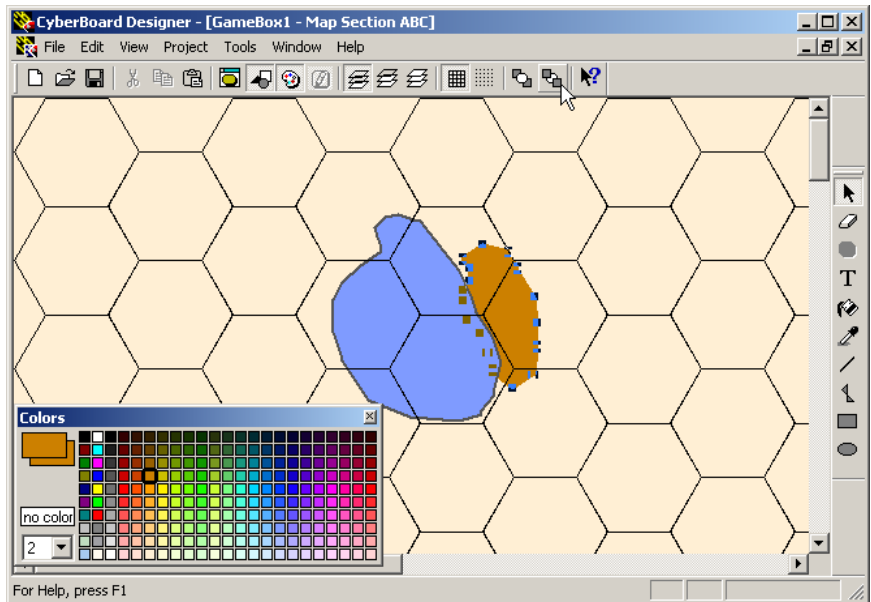 CyberBoard Designer - [GameBox1 - Map Section ABC]
File Edit View Project Tools Window Help
T
Colors
no color
2
For Help, press F1